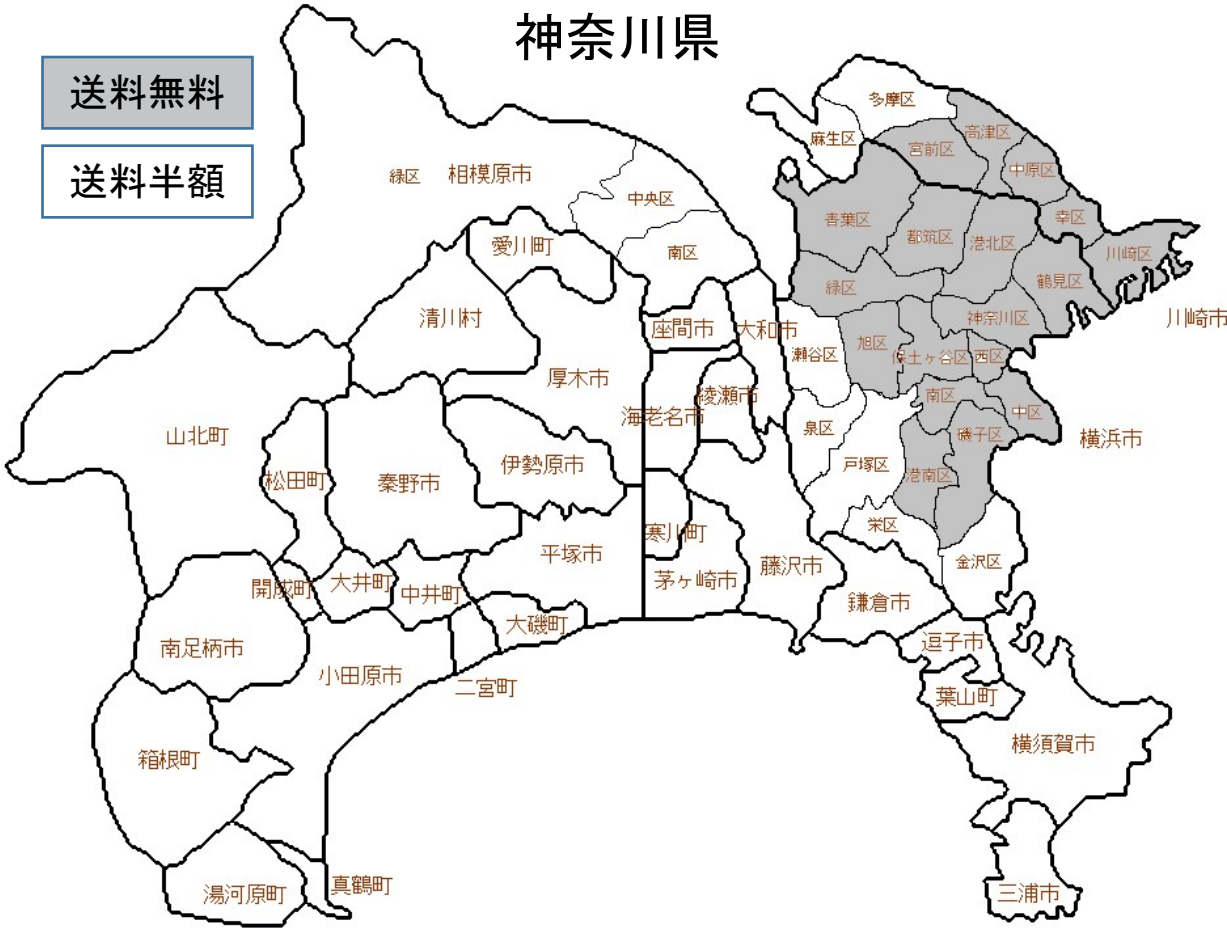 神奈川県
送料無料
送料半額
多摩区
麻生区
高津区
宮前区
中原区
幸区
川崎区
川崎市
緑区
相模原市
中央区
南区
愛川町
清川村
青葉区
都筑区
港北区
鶴見区
緑区
神奈川区
旭区
保土ヶ谷区
西区
瀬谷区
南区
中区
磯子区
横浜市
泉区
戸塚区
港南区
栄区
金沢区
座間市
大和市
厚木市
海老名市
綾瀬市
山北町
松田町
秦野市
伊勢原市
寒川町
平塚市
茅ヶ崎市
藤沢市
鎌倉市
開成町
大井町
中井町
大磯町
南足柄市
小田原市
二宮町
逗子市
葉山町
横須賀市
箱根町
湯河原町
真鶴町
三浦市